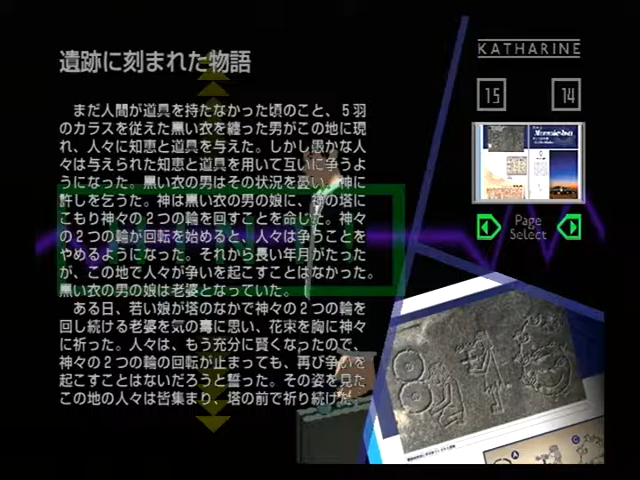 遺跡に刻まれた物語
まだ人間が道具を持たなかった頃のこと、５羽
のカラスを従えた黒い衣を纏った男がこの地に現
れ、人々に知恵と道具を与えた。しかし愚かな人
々は与えられた知恵と道具を用いて互いに争うよ
うになった。黒い衣の男はその状況を憂い、神に
許しを乞うた。神は黒い衣の男の娘に、神の塔に
こもり神々の２つの輪を回すことを命じた。神々
の２つの輪が回転を始めると、人々は争うことを
やめるようになった。それから長い年月がたった
が、この地で人々が争いを起こすことはなかった。
黒い衣の男の娘は老婆となっていた。
ある日、若い娘が塔のなかで神々の２つの輪を
回し続ける老婆を気の毒に思い、花束を胸に神々
に祈った。人々は、もう充分に賢くなったので、
神々の２つの輪の回転が止まっても、再び争いを
起こすことはないだろうと誓った。その姿を見た
この地の人々は皆集まり、塔の前で祈り続けた。
KATHARINE
15
14
Page
Select
A
C